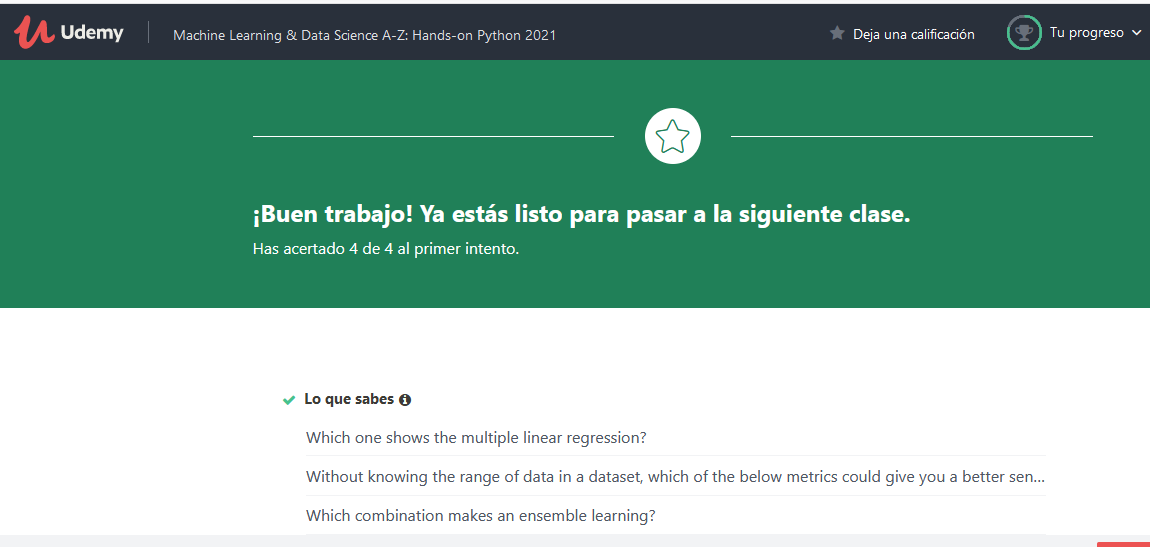 Udemy
Machine Learning & Data Science A-Z: Hands-on Python 2021
Deja una calificación
Tu progreso
¡Buen trabajo! Ya estás listo para pasar a la siguiente clase.
Has acertado 4 de 4 al primer intento.
Lo que sabes
Which one shows the multiple linear regression?
Without knowing the range of data in a dataset, which of the below metrics could give you a better sen...
Which combination makes an ensemble learning?